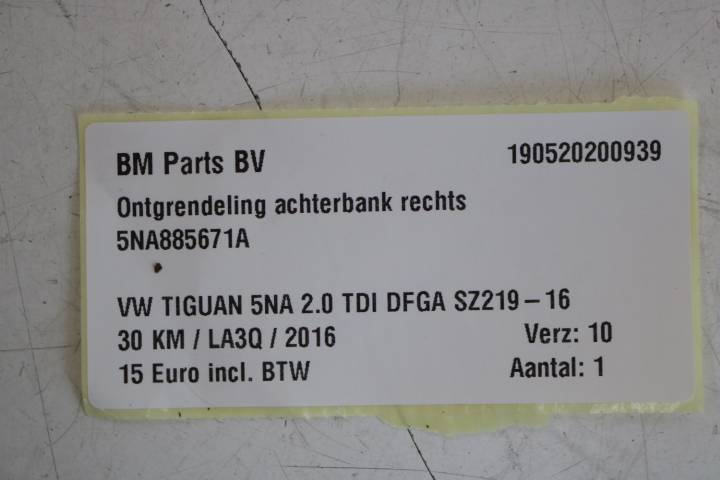 BM Parts BV 190520200939
Ontgrendeling achterbank rechts
5NA885671A
VW TIGUAN 5NA 2.0 TDI DFGA SZ219 – 16
30 KM / LA3Q / 2016 Verz: 10
15 Euro incl. BTW Aantal: 1